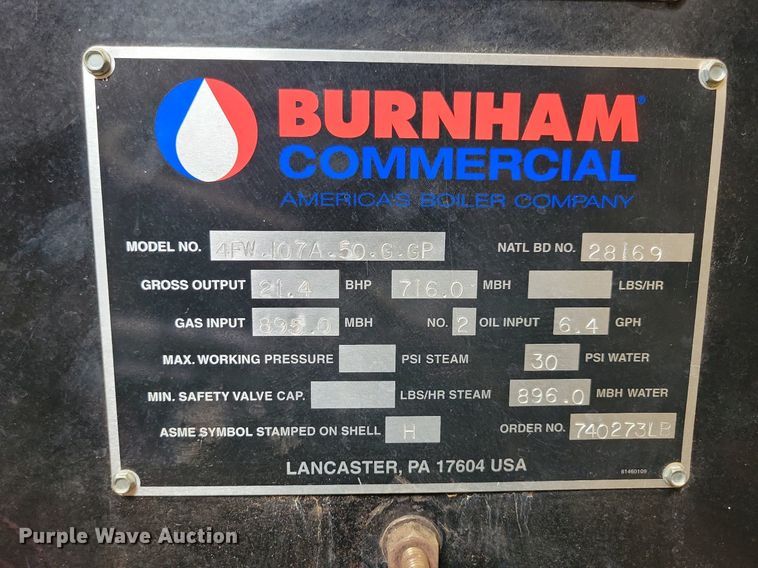 BURNHAM®
COMMERCIAL
AMERICA'S BOILER COMPANY
MODEL NO. 4FW.107A.50.G.GP NATL BD NO. 28169
GROSS OUTPUT 21.4 BHP 716.0 MBH LBS/HR
GAS INPUT 895.0 MBH NO. 2 OIL INPUT 6.4 GPH
MAX. WORKING PRESSURE PSI STEAM 30 PSI WATER
MIN. SAFETY VALVE CAP. LBS/HR STEAM 896.0 MBH WATER
ASME SYMBOL STAMPED ON SHELL H ORDER NO. 740273LB
LANCASTER, PA 17604 USA 81460109
Purple Wave Auction